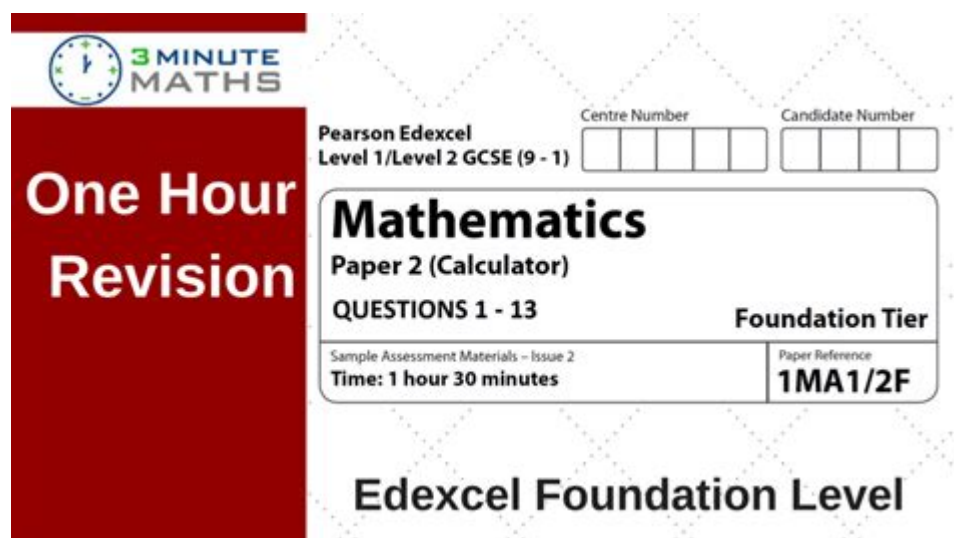 3 MINUTE
MATHS
One Hour
Revision
Centre Number
Candidate Number
Pearson Edexcel
Level 1/Level 2 GCSE (9 - 1)
Mathematics
Paper 2 (Calculator)
QUESTIONS 1 - 13
Foundation Tier
Sample Assessment Materials – Issue 2
Time: 1 hour 30 minutes
Paper Reference
1MA1/2F
Edexcel Foundation Level